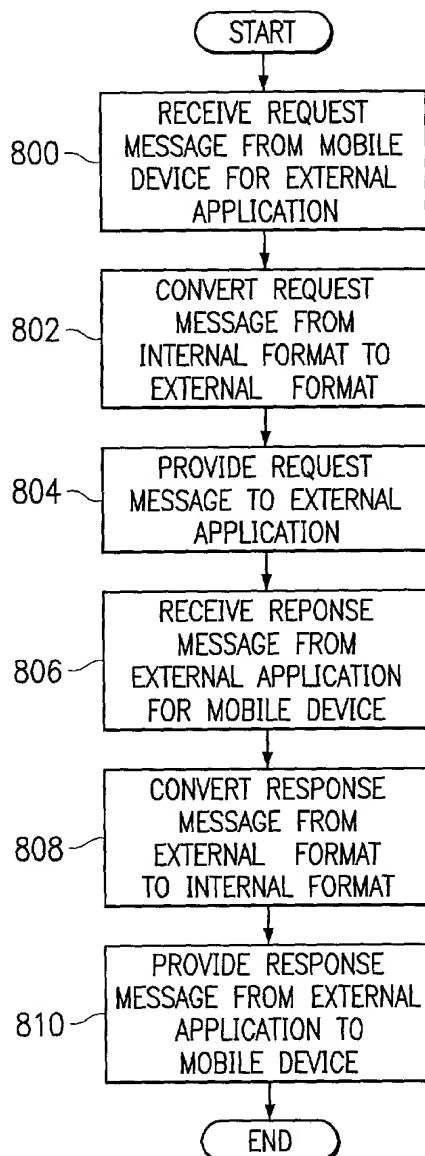 START
800
RECEIVE REQUEST
MESSAGE FROM MOBILE
DEVICE FOR EXTERNAL
APPLICATION
802
CONVERT REQUEST
MESSAGE FROM
INTERNAL FORMAT TO
EXTERNAL FORMAT
804
PROVIDE REQUEST
MESSAGE TO EXTERNAL
APPLICATION
806
RECEIVE REPONSE
MESSAGE FROM
EXTERNAL APPLICATION
FOR MOBILE DEVICE
808
CONVERT RESPONSE
MESSAGE FROM
EXTERNAL FORMAT
TO INTERNAL FORMAT
810
PROVIDE RESPONSE
MESSAGE FROM EXTERNAL
APPLICATION TO
MOBILE DEVICE
END